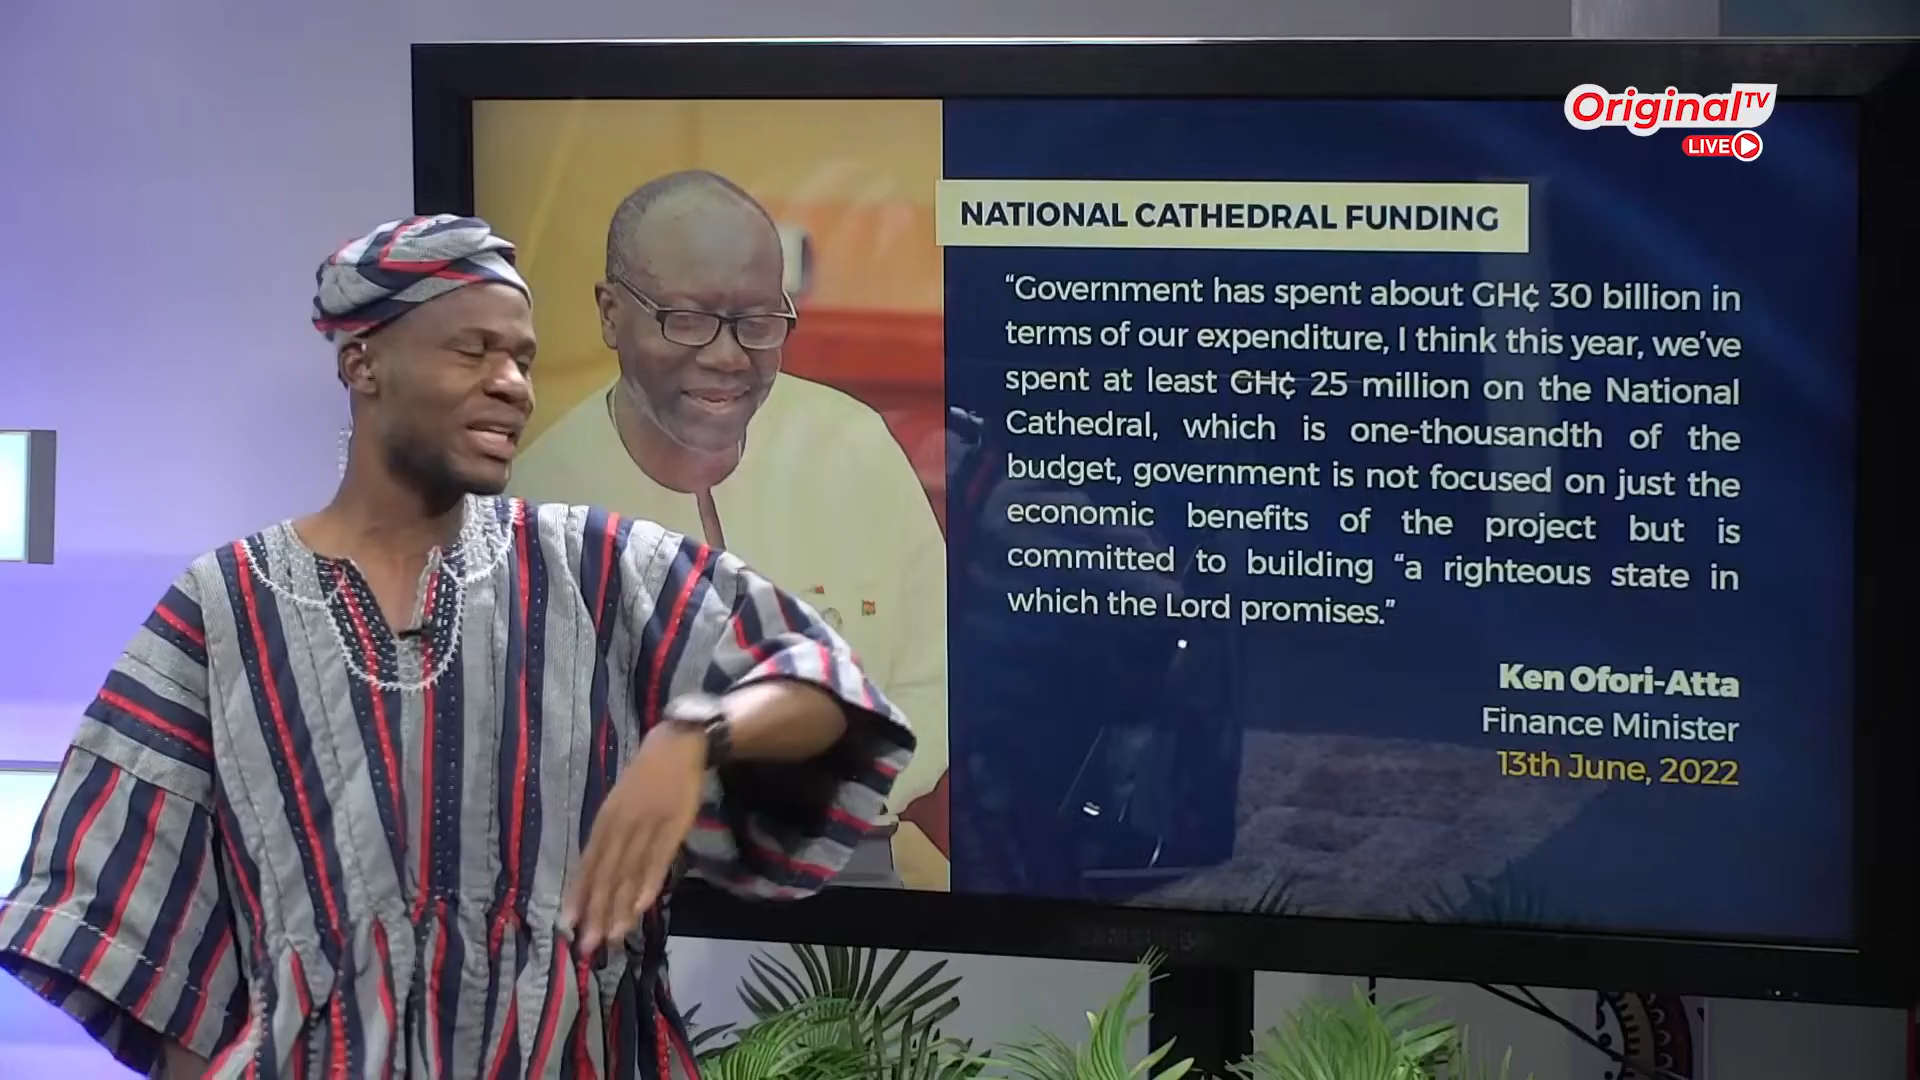 Original TV
LIVE
NATIONAL CATHEDRAL FUNDING
“Government has spent about GH₵ 30 billion in
terms of our expenditure, I think this year, we’ve
spent at least GH₵ 25 million on the National
Cathedral, which is one-thousandth of the
budget, government is not focused on just the
economic benefits of the project but is
committed to building “a righteous state in
which the Lord promises.”
Ken Ofori-Atta
Finance Minister
13th June, 2022
SAMSUNG